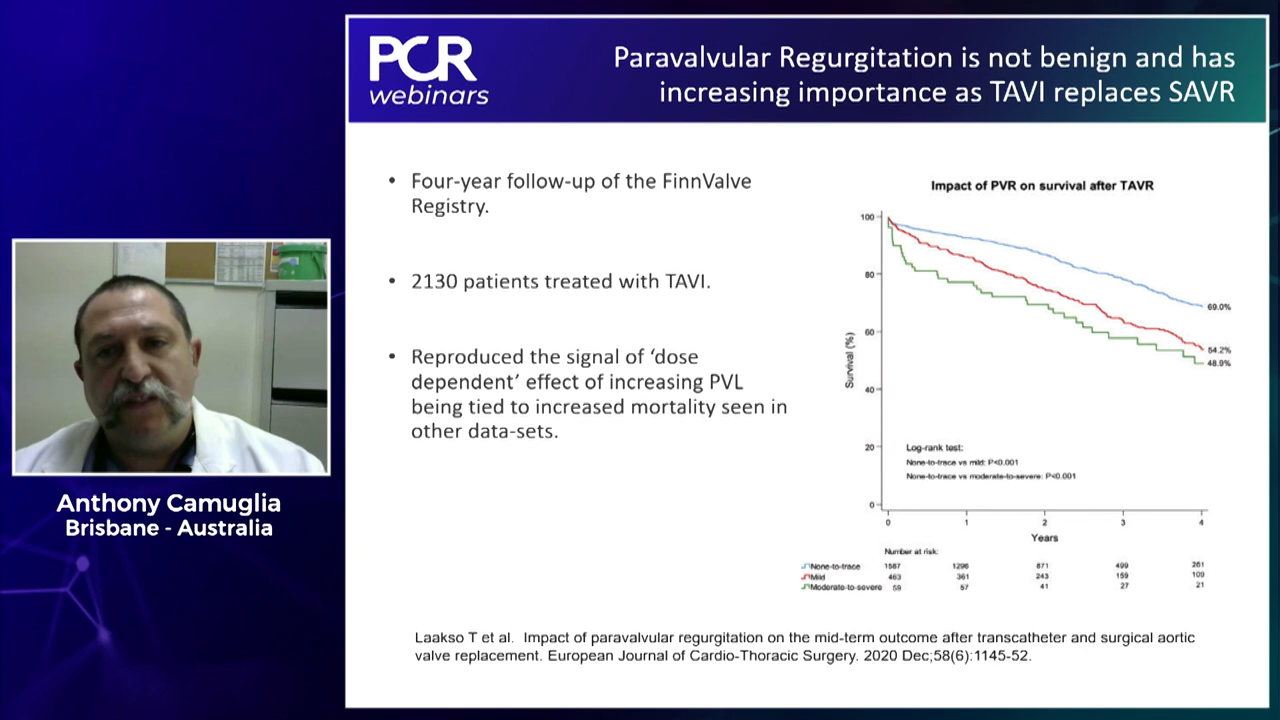 PCR
webinars
Paravalvular Regurgitation is not benign and has
increasing importance as TAVI replaces SAVR
• Four-year follow-up of the FinnValve
Registry.
• 2130 patients treated with TAVI.
• Reproduced the signal of ‘dose
dependent’ effect of increasing PVL
being tied to increased mortality seen in
other data-sets.
Anthony Camuglia
Brisbane - Australia
Impact of PVR on survival after TAVR
Survival (%)
100
80
60
40
20
0
69.0%
54.2%
48.9%
Log-rank test:
None-to-trace vs mild: P<0.001
None-to-trace vs moderate-to-severe: P<0.001
0 1 2 3 4
Years
Number at risk:
None-to-trace 1587 1296 871 499 261
Mild 463 361 243 159 109
Moderate-to-severe 57 41 27 21
Laakso T et al. Impact of paravalvular regurgitation on the mid-term outcome after transcatheter and surgical aortic
valve replacement. European Journal of Cardio-Thoracic Surgery. 2020 Dec;58(6):1145-52.